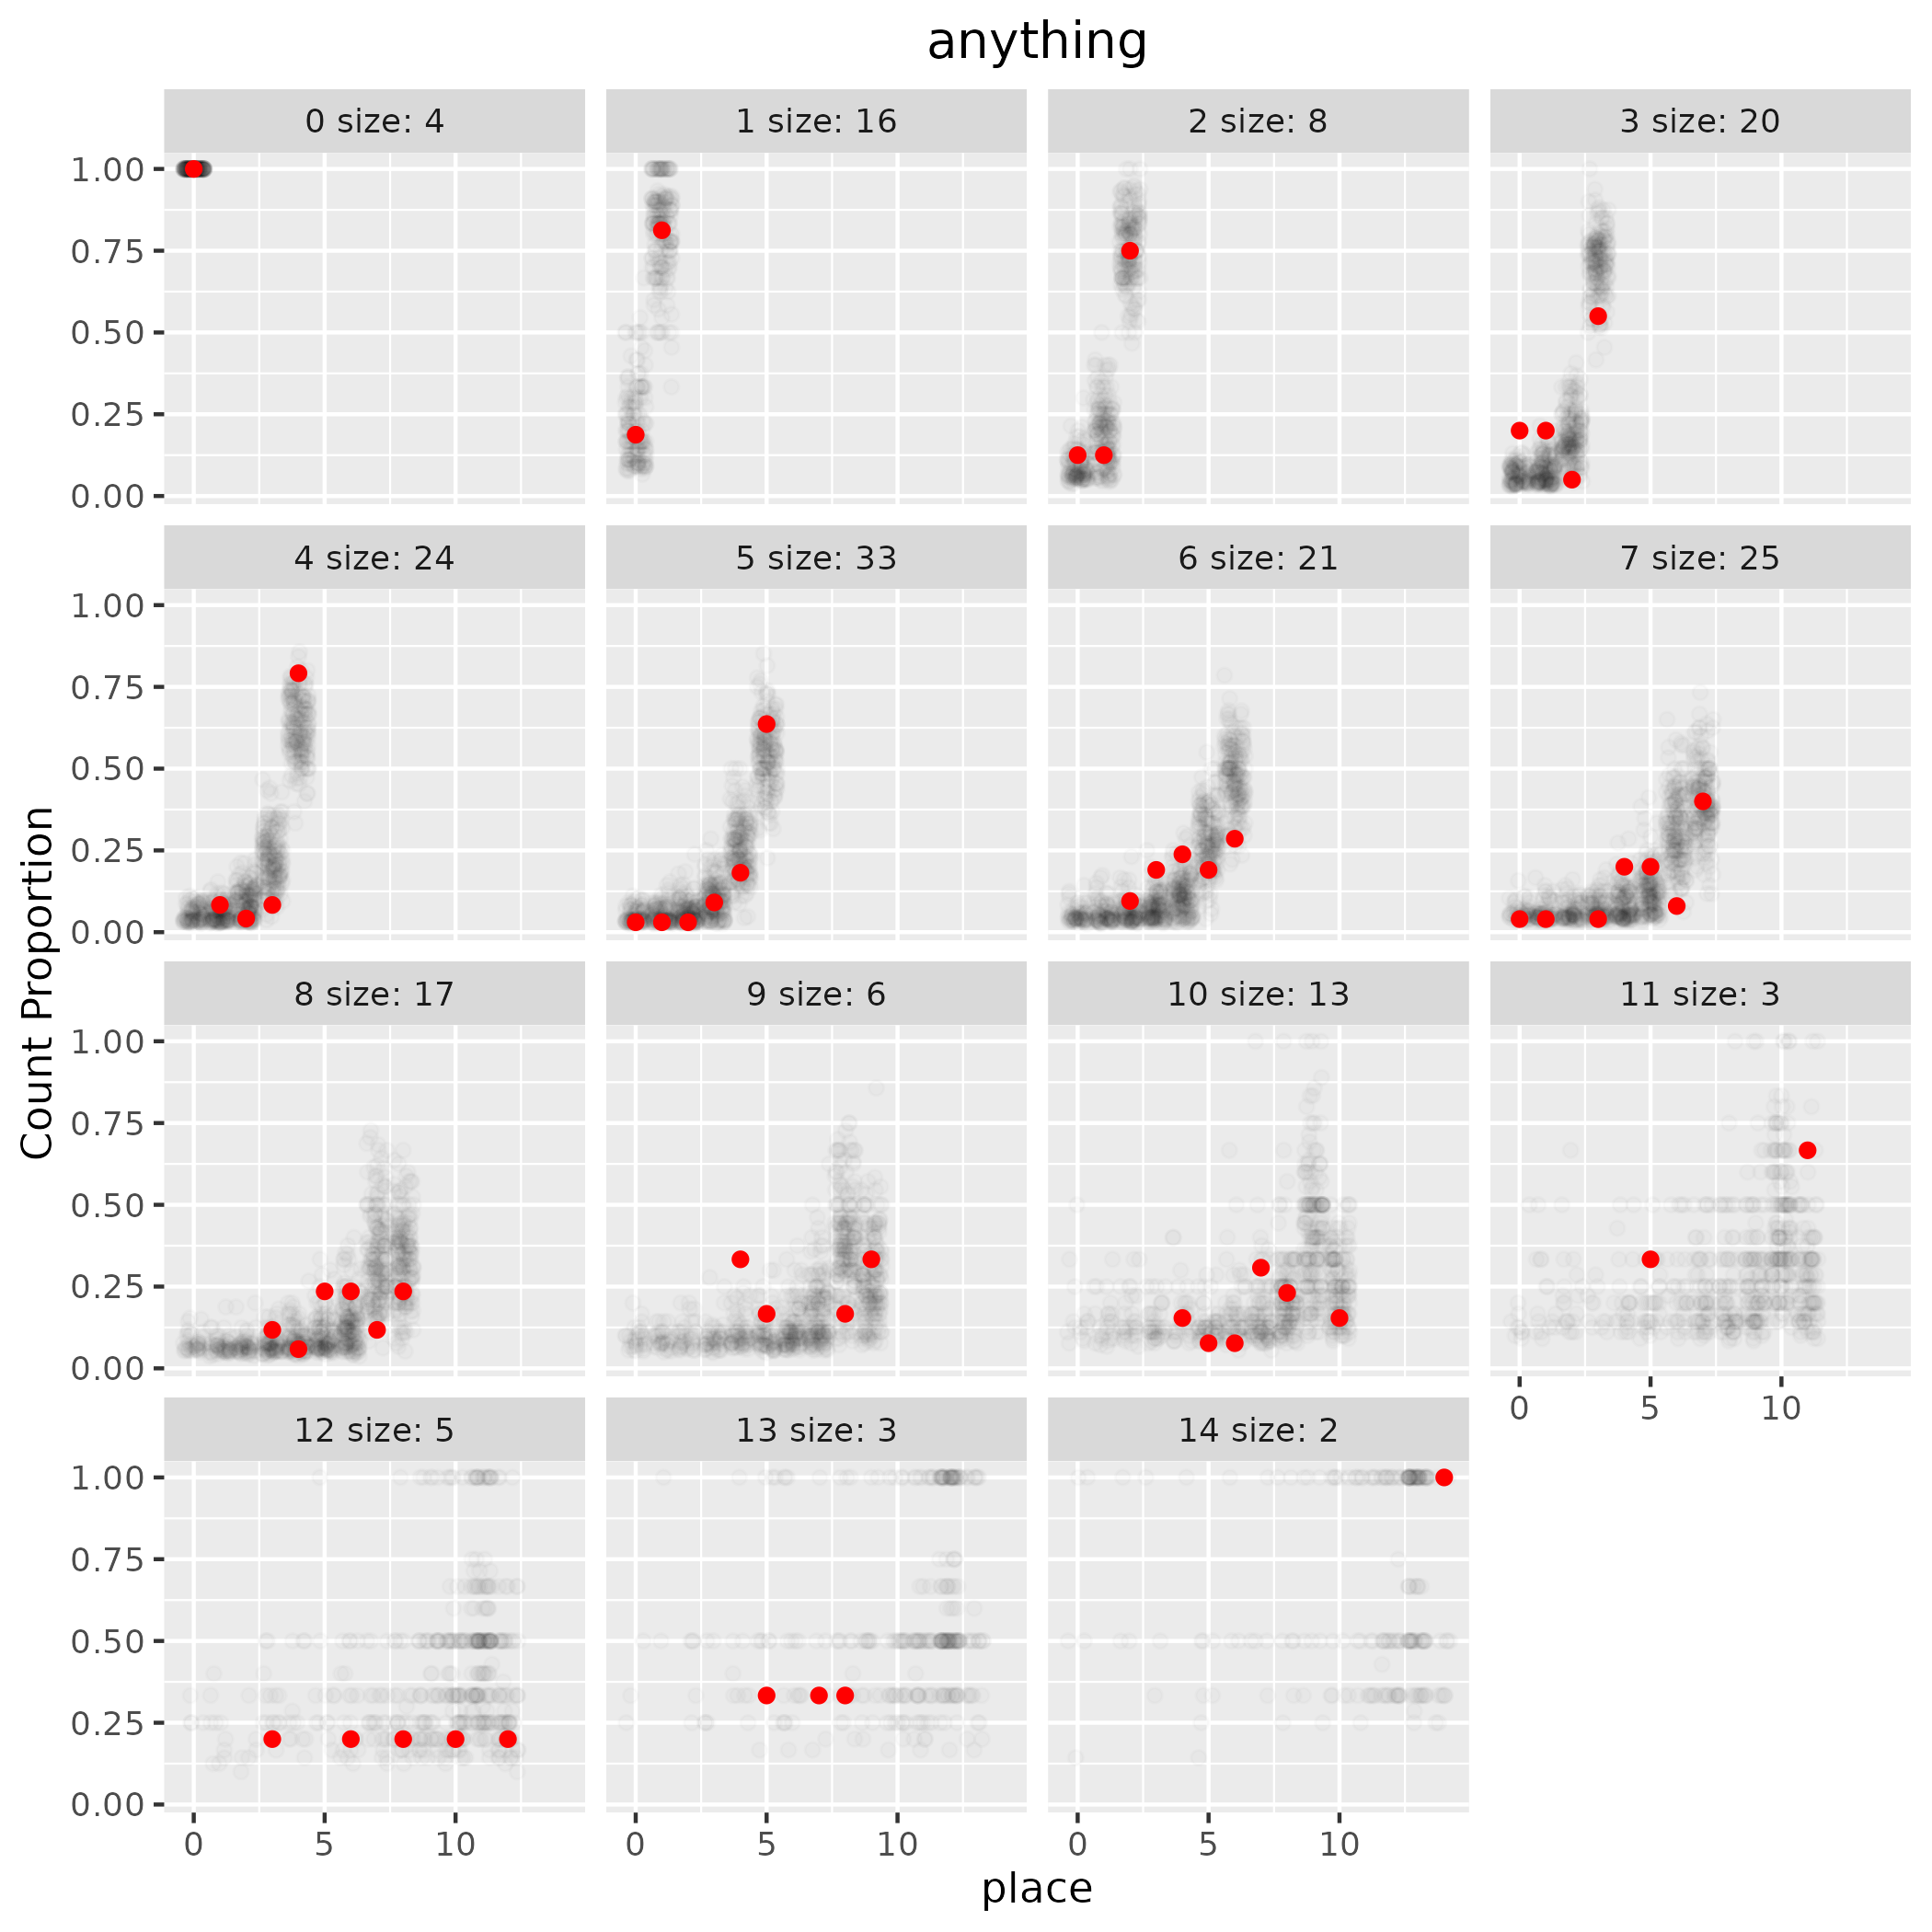 anything
0 size: 4
1 size: 16
2 size: 8
3 size: 20
1.00
0.75
0.50
0.25
0.00
4 size: 24
5 size: 33
6 size: 21
7 size: 25
1.00
0.75
0.50
0.25
0.00
Count Proportion
8 size: 17
9 size: 6
10 size: 13
11 size: 3
1.00
0.75
0.50
0.25
0.00
0 5 10
12 size: 5
13 size: 3
14 size: 2
1.00
0.75
0.50
0.25
0.00
0 5 10
0 5 10
0 5 10
place